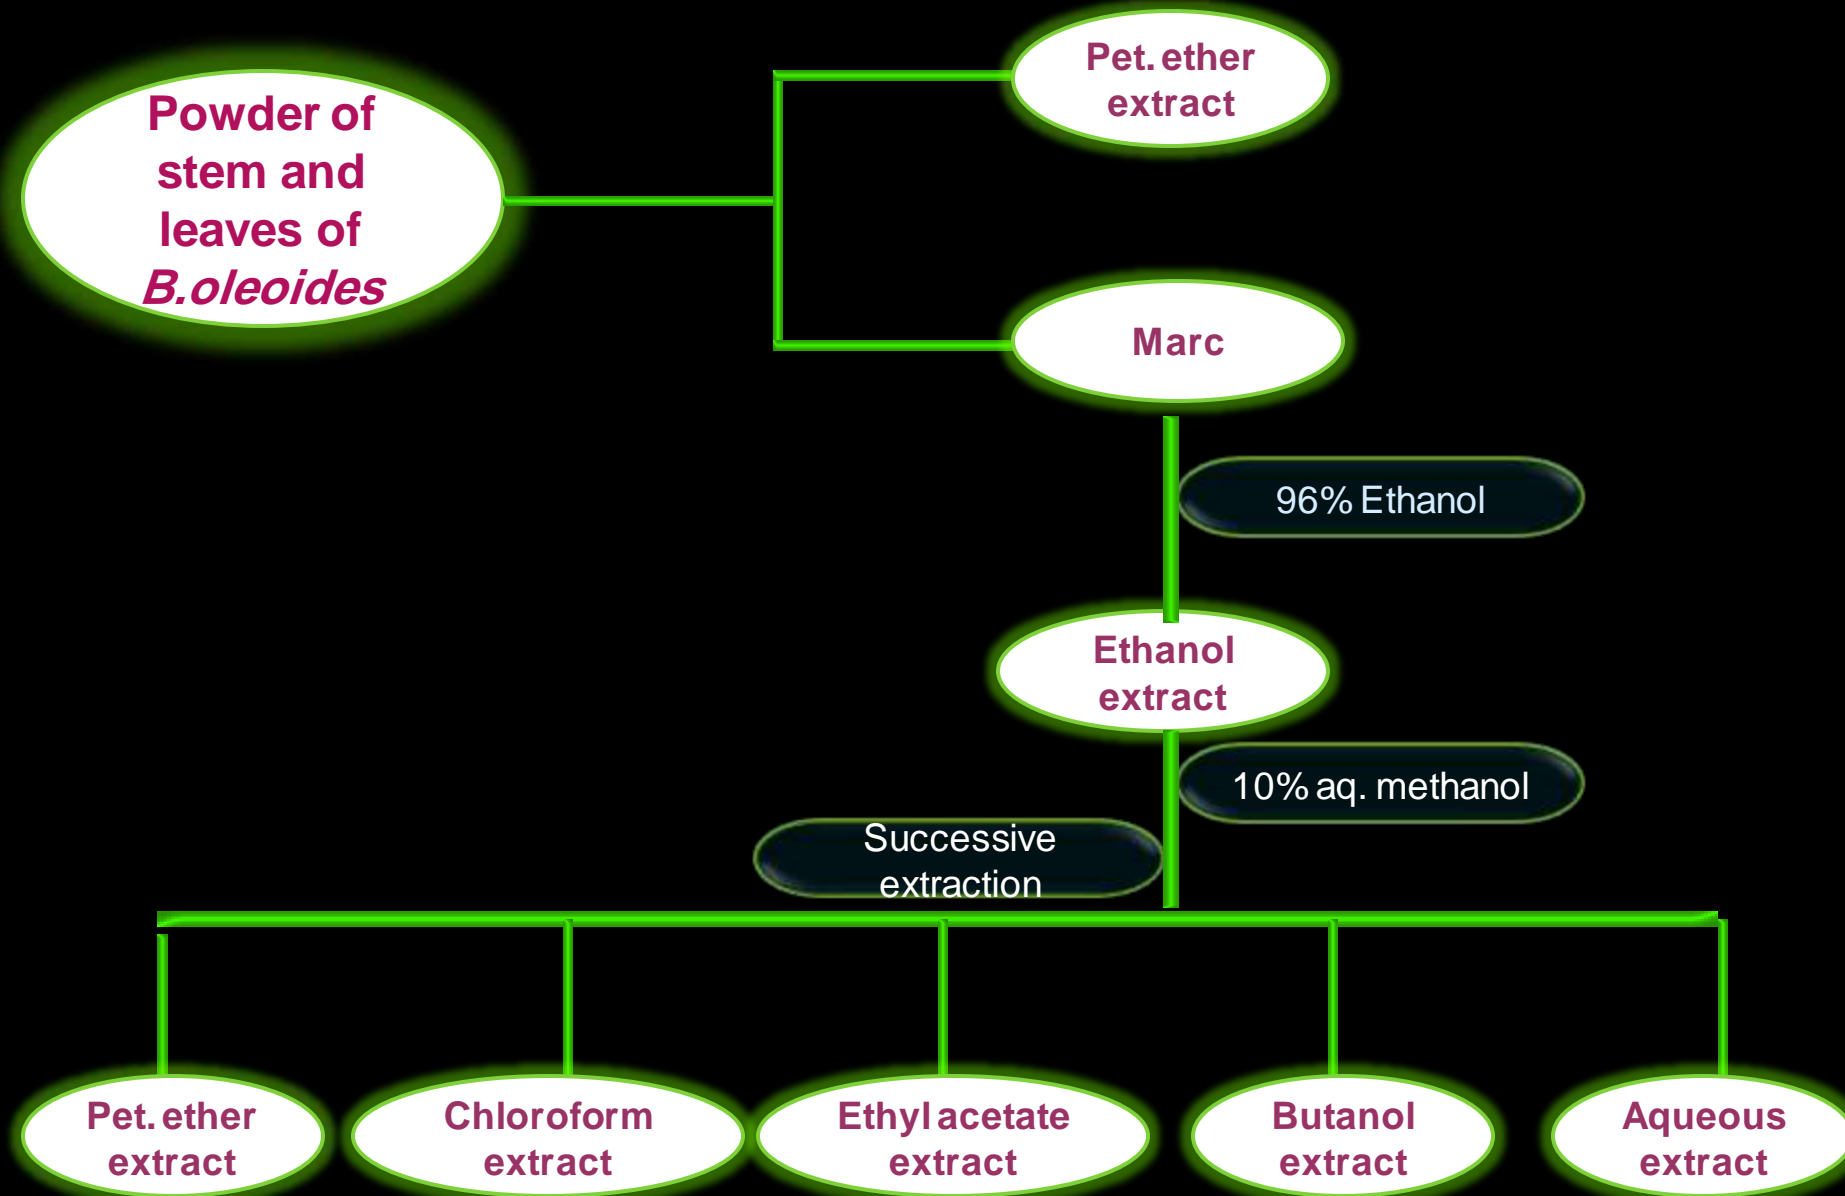 Powder of
stem and
leaves of
B.oleoides
Pet. ether
extract
Marc
96% Ethanol
Ethanol
extract
10% aq. methanol
Successive
extraction
Pet. ether
extract
Chloroform
extract
Ethyl acetate
extract
Butanol
extract
Aqueous
extract